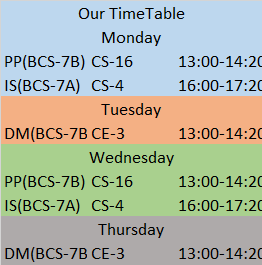 Our TimeTable
Monday
PP(BCS-7B) CS-16 13:00-14:20
IS(BCS-7A) CS-4 16:00-17:20
Tuesday
DM(BCS-7B CE-3 13:00-14:20
Wednesday
PP(BCS-7B) CS-16 13:00-14:20
IS(BCS-7A) CS-4 16:00-17:20
Thursday
DM(BCS-7B CE-3 13:00-14:20